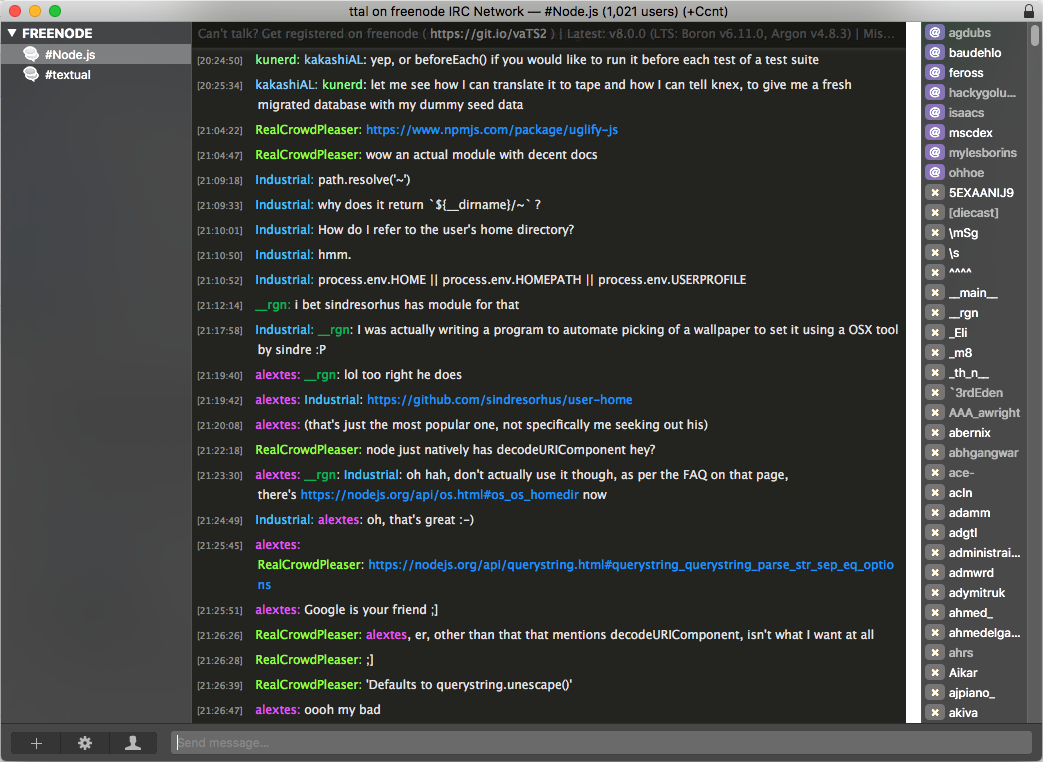 ttal on freenode IRC Network — #Node.js (1,021 users) (+Ccnt)
FREENODE
#Node.js
#textual
Can't talk? Get registered on freenode ( https://git.io/vaTS2 ) | Latest: v8.0.0 (LTS: Boron v6.11.0, Argon v4.8.3) | Mis...
[20:24:50] kunerd: kakashiAL: yep, or beforeEach() if you would like to run it before each test of a test suite
[20:25:34] kakashiAL: kunerd: let me see how I can translate it to tape and how I can tell knex, to give me a fresh
migrated database with my dummy seed data
[21:04:22] RealCrowdPleaser: https://www.npmjs.com/package/uglify-js
[21:04:47] RealCrowdPleaser: wow an actual module with decent docs
[21:09:18] Industrial: path.resolve('~')
[21:09:33] Industrial: why does it return `${__dirname}/~` ?
[21:10:01] Industrial: How do I refer to the user's home directory?
[21:10:50] Industrial: hmm.
[21:10:52] Industrial: process.env.HOME || process.env.HOMEPATH || process.env.USERPROFILE
[21:12:14] __rgn: i bet sindresorhus has module for that
[21:17:58] Industrial: __rgn: I was actually writing a program to automate picking of a wallpaper to set it using a OSX tool
by sindre :P
[21:19:40] alextes: __rgn: lol too right he does
[21:19:42] alextes: Industrial: https://github.com/sindresorhus/user-home
[21:20:08] alextes: (that's just the most popular one, not specifically me seeking out his)
[21:22:18] RealCrowdPleaser: node just natively has decodeURIComponent hey?
[21:23:30] alextes: __rgn: Industrial: oh hah, don't actually use it though, as per the FAQ on that page,
there's https://nodejs.org/api/os.html#os_os_homedir now
[21:24:49] Industrial: alextes: oh, that's great :-)
[21:25:45] alextes:
RealCrowdPleaser: https://nodejs.org/api/querystring.html#querystring_querystring_parse_str_sep_eq_optio
ns
[21:25:51] alextes: Google is your friend ;]
[21:26:26] RealCrowdPleaser: alextes, er, other than that that mentions decodeURIComponent, isn't what I want at all
[21:26:28] RealCrowdPleaser: ;]
[21:26:39] RealCrowdPleaser: 'Defaults to querystring.unescape()'
[21:26:47] alextes: oooh my bad
Send message...
@ agdubs
@ baudehlo
@ feross
@ hackygolu...
@ isaacs
@ mscdex
@ mylesborins
@ ohhoe
5EXAANIJ9
[diecast]
\mSg
\s
^^^^
__main__
__rgn
_Eli
_m8
_th_n__
`3rdEden
AAA_awright
abernix
abhgangwar
ace-
acln
adamm
adgtl
administrai...
admwrd
adymitruk
ahmed_
ahmedelga...
ahrs
Aikar
ajpiano_
akiva